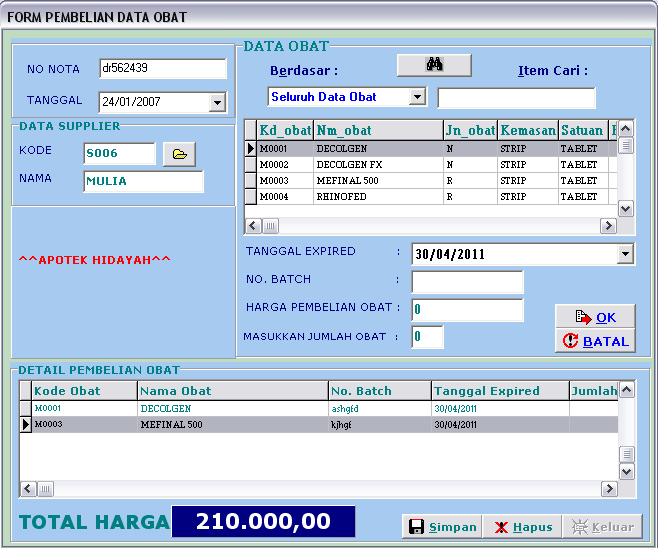 FORM PEMBELIAN DATA OBAT
NO NOTA dr562439
TANGGAL 24/01/2007
DATA SUPPLIER
KODE S006
NAMA MULIA
^^APOTEK HIDAYAH^^
DATA OBAT
Berdasar : Item Cari :
Seluruh Data Obat
Kd_obat Nm_obat Jn_obat Kemasan Satuan
M0001 DECOLGEN N STRIP TABLET
M0002 DECOLGEN FX N STRIP TABLET
M0003 MEFINAL 500 R STRIP TABLET
M0004 RHINOFED R STRIP TABLET
TANGGAL EXPIRED : 30/04/2011
NO. BATCH :
HARGA PEMBELIAN OBAT : 0
MASUKKAN JUMLAH OBAT : 0
OK
BATAL
DETAIL PEMBELIAN OBAT
Kode Obat Nama Obat No. Batch Tanggal Expired Jumlah
M0001 DECOLGEN ashgfd 30/04/2011
M0003 MEFINAL 500 kjhgf 30/04/2011
TOTAL HARGA 210.000,00
Simpan Hapus Keluar